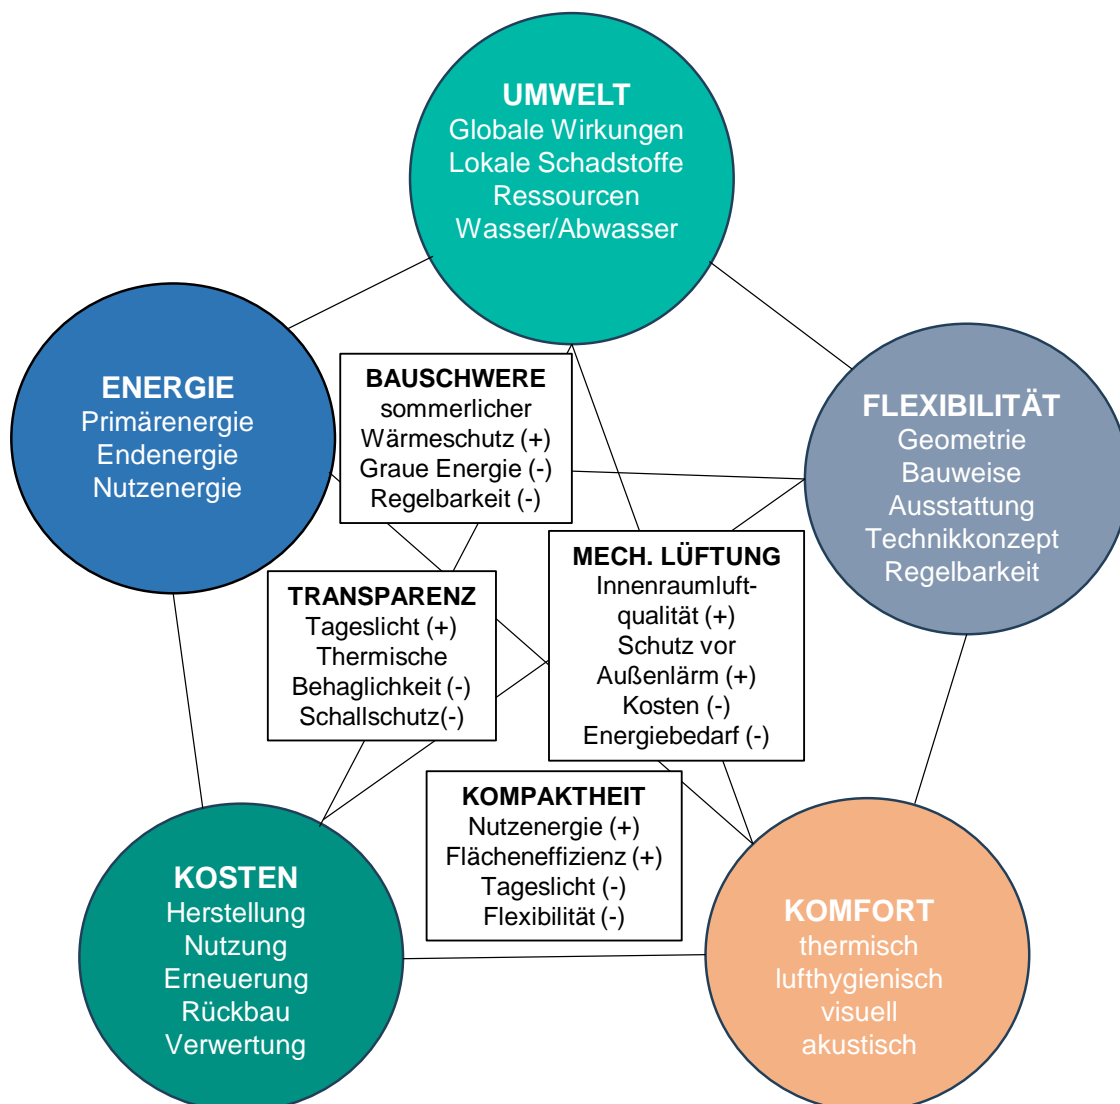 UMWELT
Globale Wirkungen
Lokale Schadstoffe
Ressourcen
Wasser/Abwasser
ENERGIE
Primärenergie
Endenergie
Nutzenergie
BAUSCHWERE
sommerlicher
Wärmeschutz (+)
Graue Energie (-)
Regelbarkeit (-)
FLEXIBILITÄT
Geometrie
Bauweise
Ausstattung
Technikkonzept
Regelbarkeit
TRANSPARENZ
Tageslicht (+)
Thermische
Behaglichkeit (-)
Schallschutz(-)
MECH. LÜFTUNG
Innenraumluft-
qualität (+)
Schutz vor
Außenlärm (+)
Kosten (-)
Energiebedarf (-)
KOMPAKTHEIT
Nutzenergie (+)
Flächeneffizienz (+)
Tageslicht (-)
Flexibilität (-)
KOSTEN
Herstellung
Nutzung
Erneuerung
Rückbau
Verwertung
KOMFORT
thermisch
lufthygienisch
visuell
akustisch